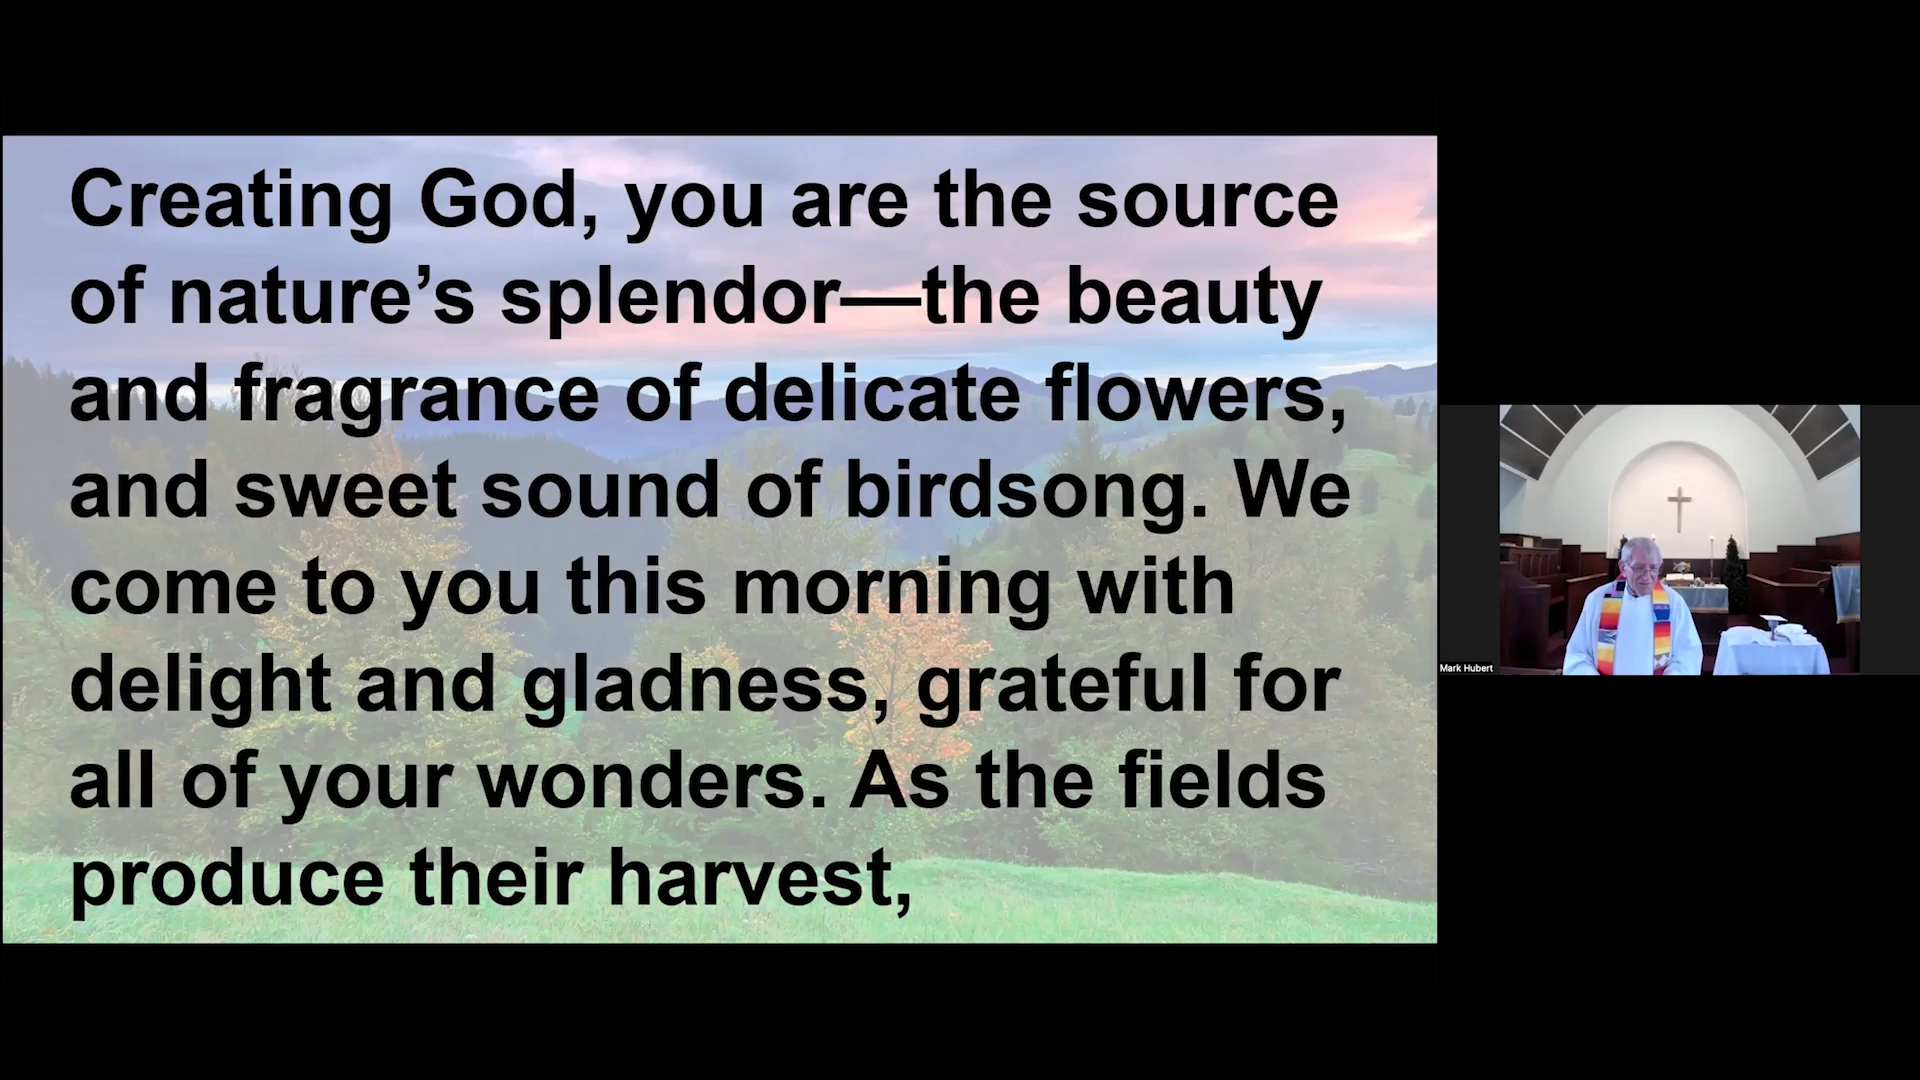 Creating God, you are the source
of nature’s splendor—the beauty
and fragrance of delicate flowers,
and sweet sound of birdsong. We
come to you this morning with
delight and gladness, grateful for
all of your wonders. As the fields
produce their harvest,
Mark Hubert